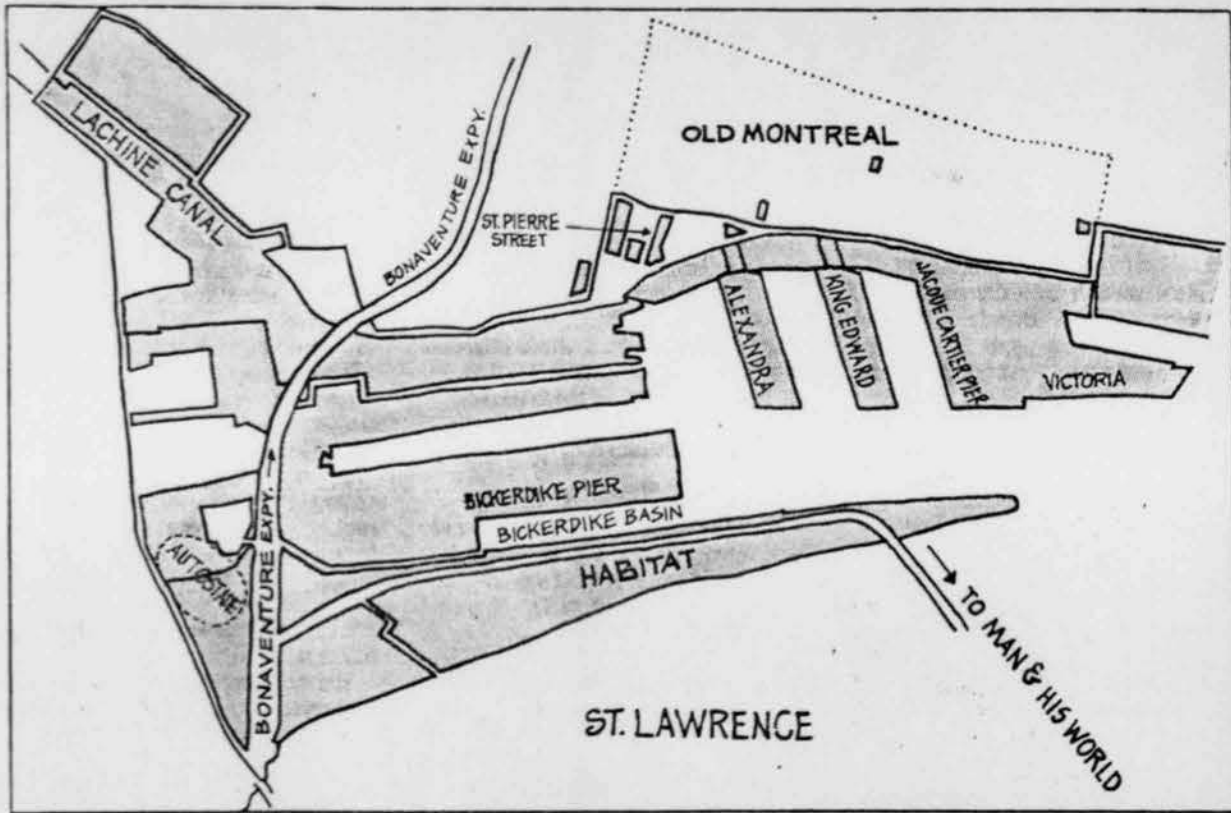 LACHINE CANAL
BONAVENTURE EXPY.
OLD MONTREAL
ST. PIERRE
STREET
ALEXANDRA
KING EDWARD
JACQUE CARTIER PIER
VICTORIA
BICKERDIKE PIER
BICKERDIKE BASIN
HABITAT
AUTOSTADE
BONAVENTURE EXPY.
TO MAN & HIS WORLD
ST. LAWRENCE